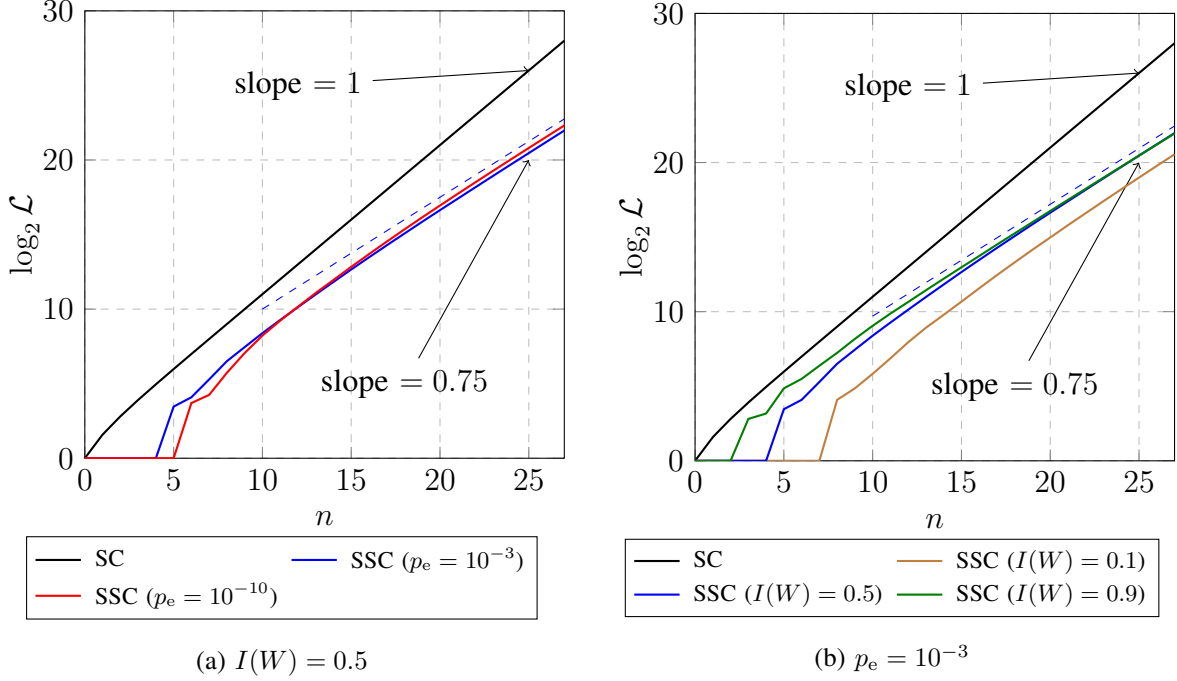 30
20
10
0
0 5 10 15 20 25
log₂ ℒ
n
slope = 1
slope = 0.75
SC
SSC (pₑ = 10⁻³)
SSC (pₑ = 10⁻¹⁰)
(a) I(W) = 0.5
30
20
10
0
0 5 10 15 20 25
log₂ ℒ
n
slope = 1
slope = 0.75
SC
SSC (I(W) = 0.1)
SSC (I(W) = 0.5)
SSC (I(W) = 0.9)
(b) pₑ = 10⁻³